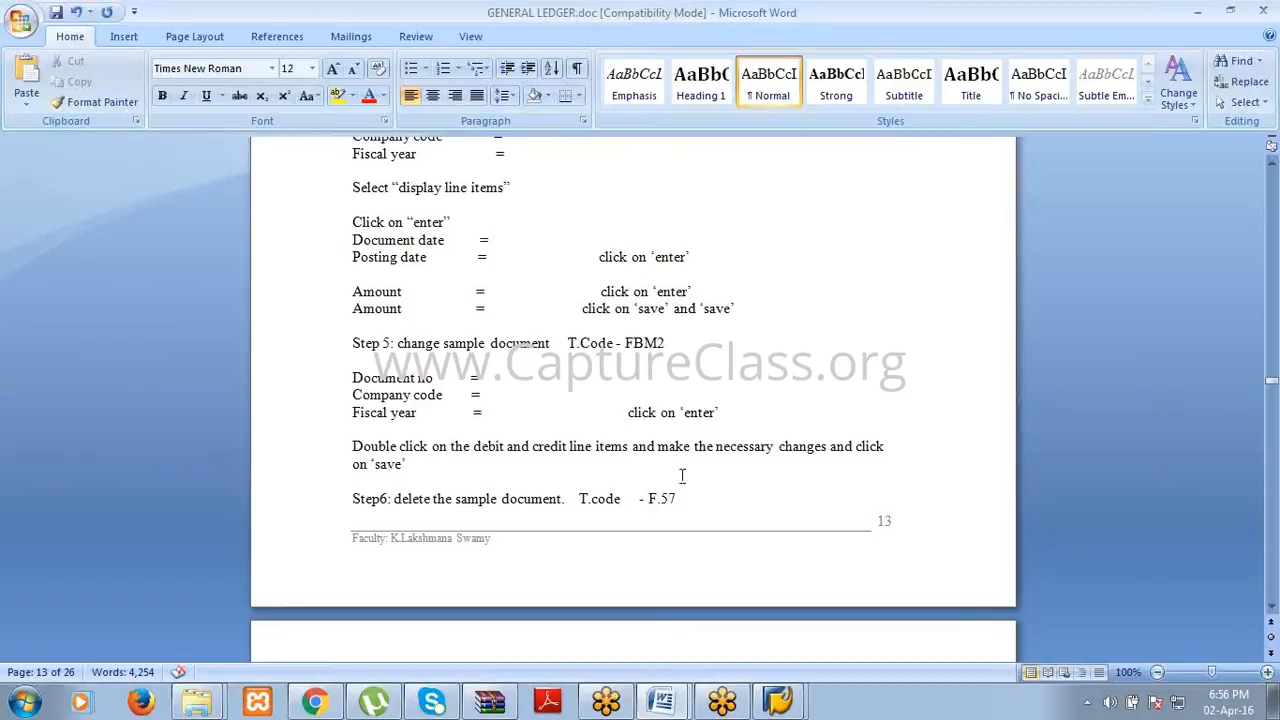 GENERAL LEDGER.doc [Compatibility Mode] - Microsoft Word
Home Insert Page Layout References Mailings Review View
Paste
Cut
Copy
Format Painter
Clipboard
Times New Roman 12
Font
Paragraph
AaBbCcI AaBbC AaBbCcI AaBbCc AaBbCcI AaBbC AaBbCcI AaBbCcI
Emphasis Heading 1 ¶ Normal Strong Subtitle Title ¶ No Spaci... Subtle Em...
Change Styles
Styles
Find
Replace
Select
Editing
Company code =
Fiscal year =
Select “display line items”
Click on “enter”
Document date =
Posting date = click on ‘enter’
Amount = click on ‘enter’
Amount = click on ‘save’ and ‘save’
Step 5: change sample document T.Code - FBM2
www.CaptureClass.org
Document no =
Company code =
Fiscal year = click on ‘enter’
Double click on the debit and credit line items and make the necessary changes and click
on ‘save’
Step6: delete the sample document. T.code - F.57
13
Faculty: K.Lakshmana Swamy
Page: 13 of 26 Words: 4,254 100%
6:56 PM
02-Apr-16